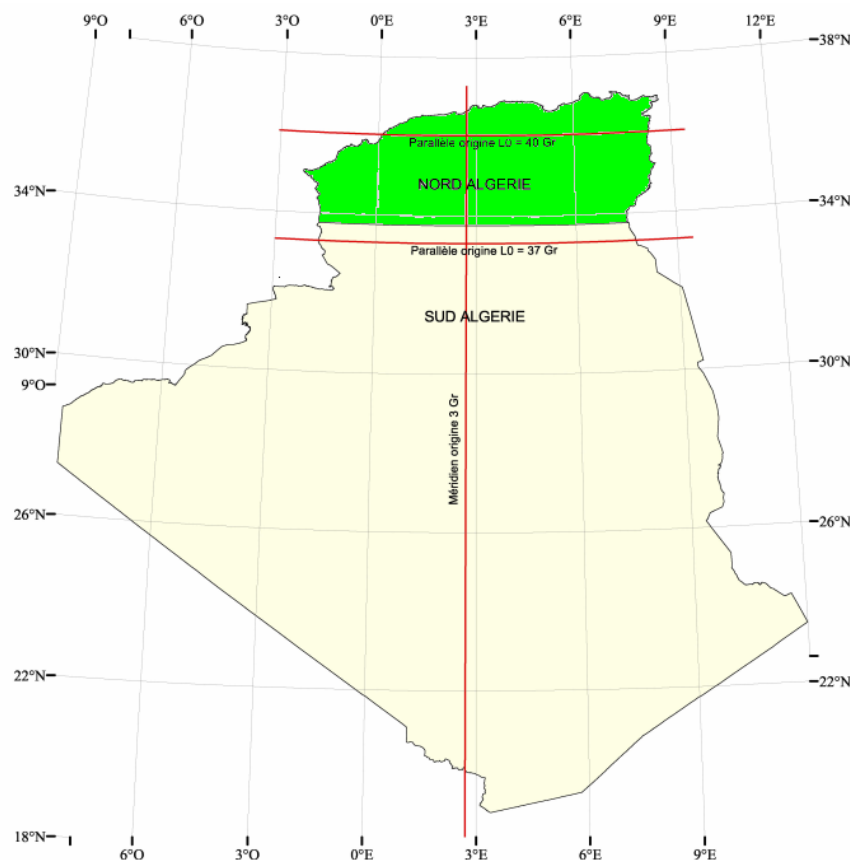 9°O 6°O 3°O 0°E 3°E 6°E 9°E 12°E
38°N
Parallèle origine L0 = 40 Gr
NORD ALGERIE
34°N 34°N
Parallèle origine L0 = 37 Gr
SUD ALGERIE
30°N 30°N
9°O
Méridien origine 3 Gr
26°N 26°N
22°N 22°N
18°N
6°O 3°O 0°E 3°E 6°E 9°E